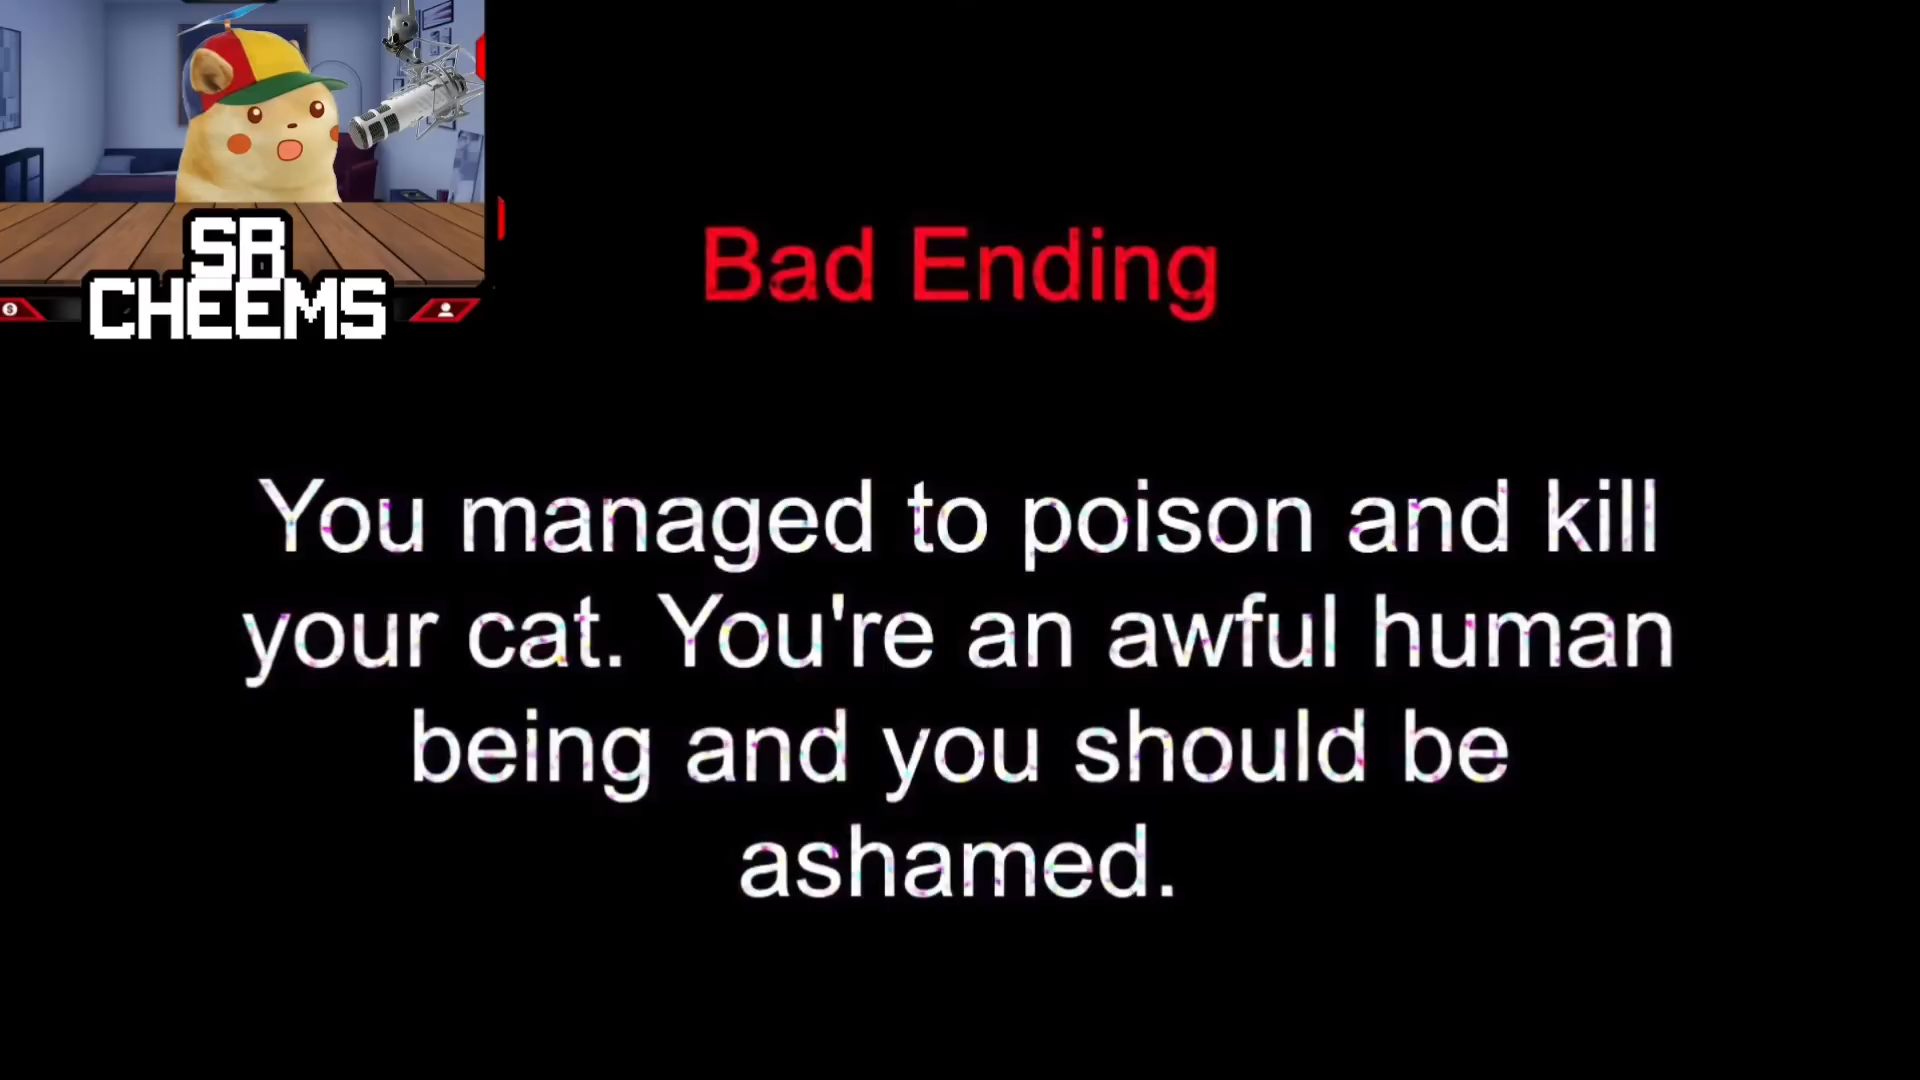 SR
CHEEMS
Bad Ending
You managed to poison and kill
your cat. You're an awful human
being and you should be
ashamed.